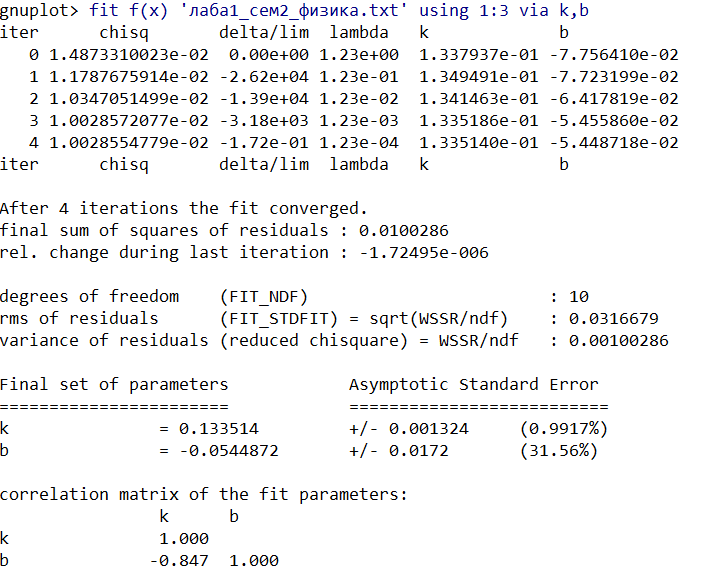 gnuplot> fit f(x) 'лаба1_сем2_физика.txt' using 1:3 via k,b
iter      chisq       delta/lim  lambda   k             b
   0 1.4873310023e-02  0.00e+00 1.23e+00  1.337937e-01 -7.756410e-02
   1 1.1787675914e-02 -2.62e+04 1.23e-01  1.349491e-01 -7.723199e-02
   2 1.0347051499e-02 -1.39e+04 1.23e-02  1.341463e-01 -6.417819e-02
   3 1.0028572077e-02 -3.18e+03 1.23e-03  1.335186e-01 -5.455860e-02
   4 1.0028554779e-02 -1.72e-01 1.23e-04  1.335140e-01 -5.448718e-02
iter      chisq       delta/lim  lambda   k             b
After 4 iterations the fit converged.
final sum of squares of residuals : 0.0100286
rel. change during last iteration : -1.72495e-006
degrees of freedom    (FIT_NDF)                        : 10
rms of residuals      (FIT_STDFIT) = sqrt(WSSR/ndf)    : 0.0316679
variance of residuals (reduced chisquare) = WSSR/ndf   : 0.00100286
Final set of parameters            Asymptotic Standard Error
=======================            ==========================
k               = 0.133514         +/- 0.001324     (0.9917%)
b               = -0.0544872       +/- 0.0172       (31.56%)
correlation matrix of the fit parameters:
                k      b
k               1.000
b              -0.847  1.000